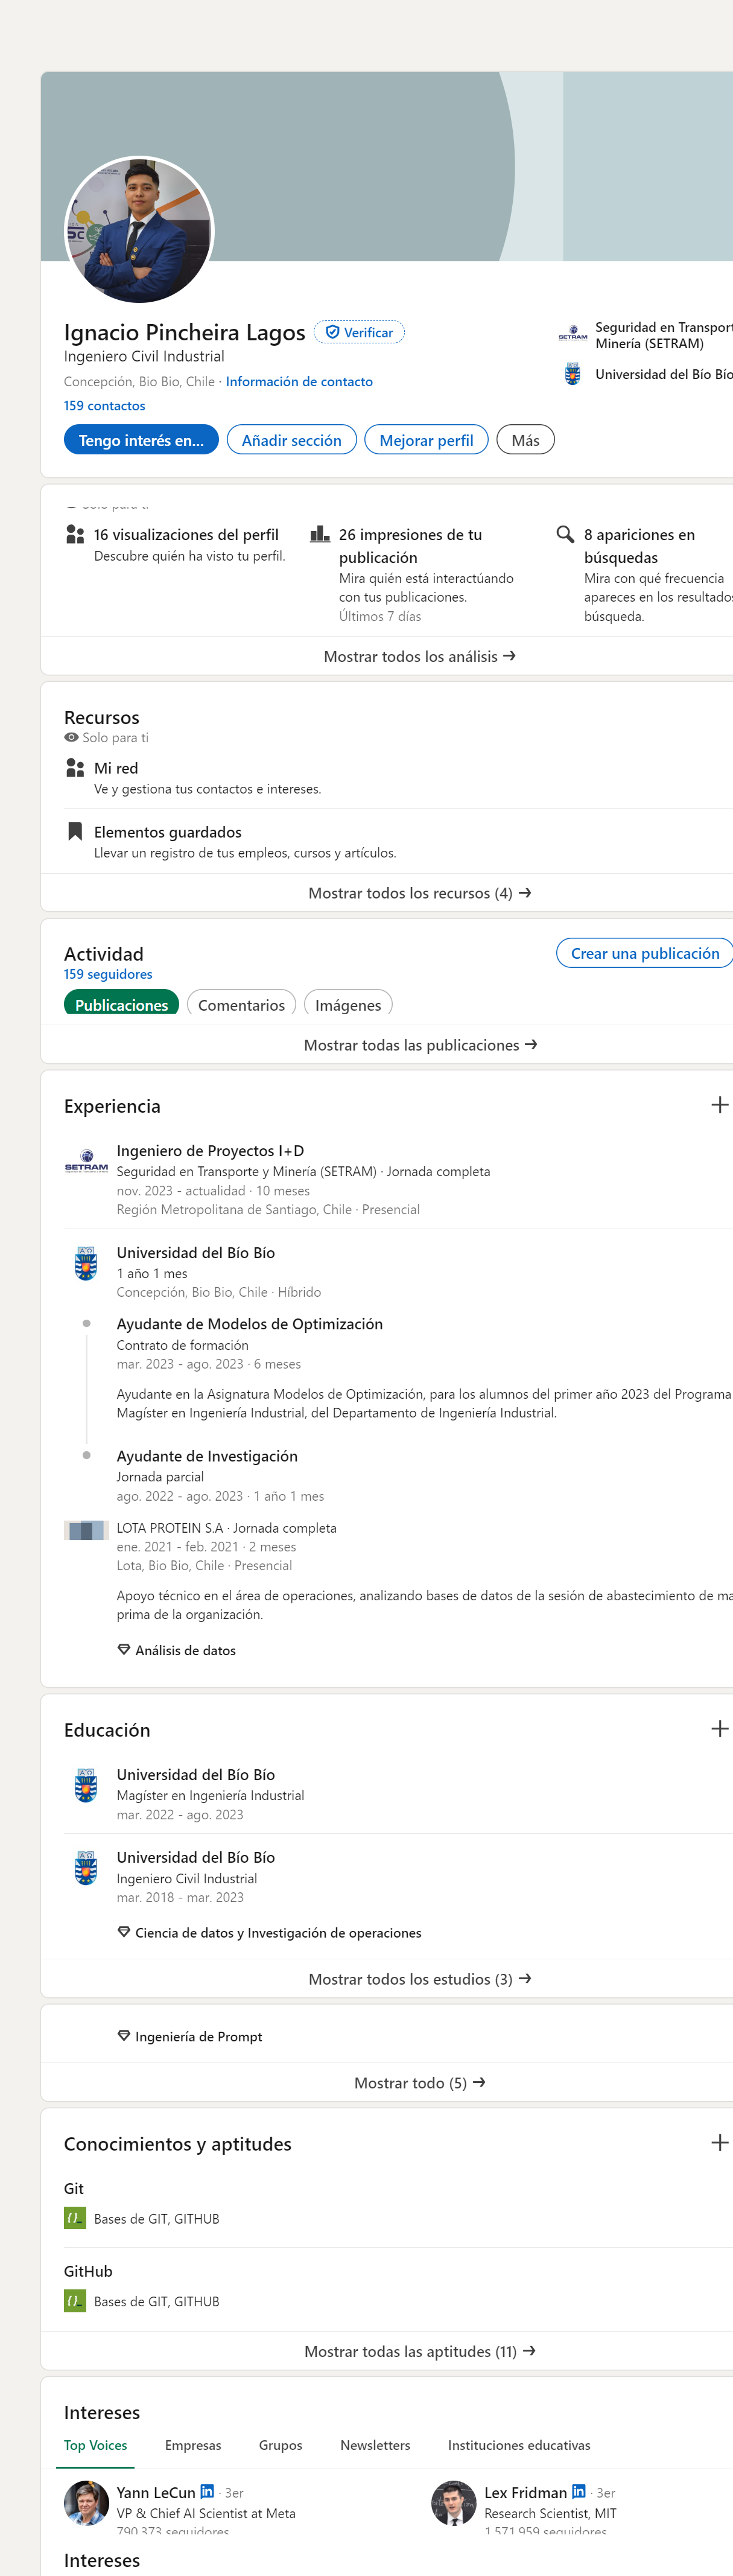 Ignacio Pincheira Lagos
Verificar
Ingeniero Civil Industrial
Concepción, Bio Bio, Chile · Información de contacto
159 contactos
SETRAM
Seguridad en Transport
Minería (SETRAM)
Universidad del Bío Bío
Tengo interés en...
Añadir sección
Mejorar perfil
Más
Solo para ti
16 visualizaciones del perfil
Descubre quién ha visto tu perfil.
26 impresiones de tu
publicación
Mira quién está interactúando
con tus publicaciones.
Últimos 7 días
8 apariciones en
búsquedas
Mira con qué frecuencia
apareces en los resultados
búsqueda.
Mostrar todos los análisis →
Recursos
Solo para ti
Mi red
Ve y gestiona tus contactos e intereses.
Elementos guardados
Llevar un registro de tus empleos, cursos y artículos.
Mostrar todos los recursos (4) →
Actividad
159 seguidores
Crear una publicación
Publicaciones
Comentarios
Imágenes
Mostrar todas las publicaciones →
Experiencia
SETRAM
Ingeniero de Proyectos I+D
Seguridad en Transporte y Minería (SETRAM) · Jornada completa
nov. 2023 - actualidad · 10 meses
Región Metropolitana de Santiago, Chile · Presencial
Universidad del Bío Bío
1 año 1 mes
Concepción, Bio Bio, Chile · Híbrido
Ayudante de Modelos de Optimización
Contrato de formación
mar. 2023 - ago. 2023 · 6 meses
Ayudante en la Asignatura Modelos de Optimización, para los alumnos del primer año 2023 del Programa
Magíster en Ingeniería Industrial, del Departamento de Ingeniería Industrial.
Ayudante de Investigación
Jornada parcial
ago. 2022 - ago. 2023 · 1 año 1 mes
LOTA PROTEIN S.A · Jornada completa
ene. 2021 - feb. 2021 · 2 meses
Lota, Bio Bio, Chile · Presencial
Apoyo técnico en el área de operaciones, analizando bases de datos de la sesión de abastecimiento de ma
prima de la organización.
Análisis de datos
Educación
Universidad del Bío Bío
Magíster en Ingeniería Industrial
mar. 2022 - ago. 2023
Universidad del Bío Bío
Ingeniero Civil Industrial
mar. 2018 - mar. 2023
Ciencia de datos y Investigación de operaciones
Mostrar todos los estudios (3) →
Ingeniería de Prompt
Mostrar todo (5) →
Conocimientos y aptitudes
Git
Bases de GIT, GITHUB
GitHub
Bases de GIT, GITHUB
Mostrar todas las aptitudes (11) →
Intereses
Top Voices
Empresas
Grupos
Newsletters
Instituciones educativas
Yann LeCun in · 3er
VP & Chief AI Scientist at Meta
790.373 seguidores
Lex Fridman in · 3er
Research Scientist, MIT
1.571.959 seguidores
Intereses